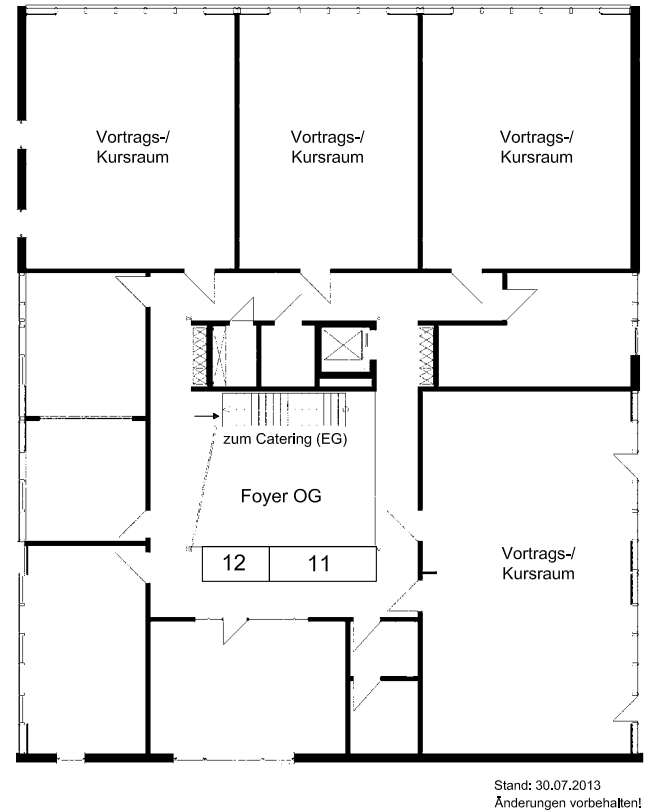 Vortrags-/
Kursraum
Vortrags-/
Kursraum
Vortrags-/
Kursraum
zum Catering (EG)
Foyer OG
12
11
Vortrags-/
Kursraum
Stand: 30.07.2013
Änderungen vorbehalten!